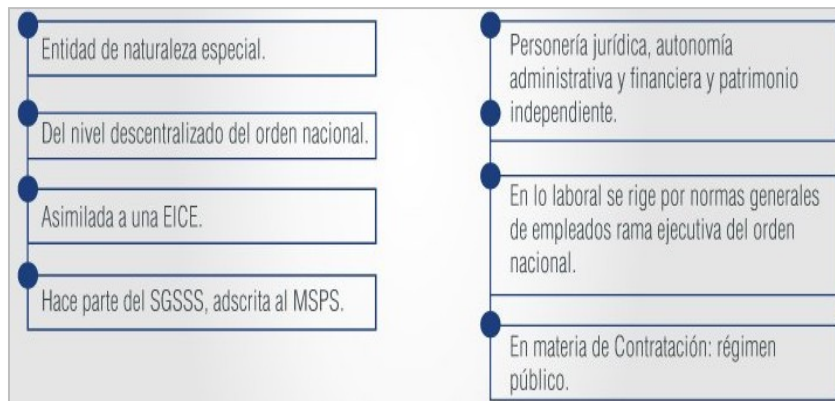 Entidad de naturaleza especial.
Del nivel descentralizado del orden nacional.
Asimilada a una EICE.
Hace parte del SGSSS, adscrita al MSPS.
Personería jurídica, autonomía
administrativa y financiera y patrimonio
independiente.
En lo laboral se rige por normas generales
de empleados rama ejecutiva del orden
nacional.
En materia de Contratación: régimen
público.